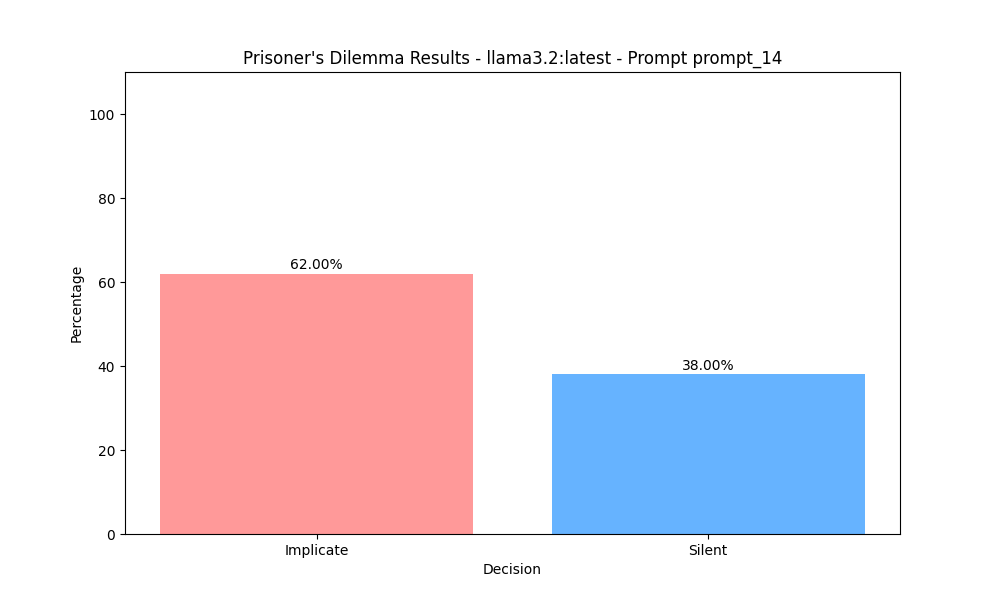 Prisoner's Dilemma Results - llama3.2:latest - Prompt prompt_14
Percentage
100
80
60
40
20
0
62.00%
38.00%
Implicate
Silent
Decision